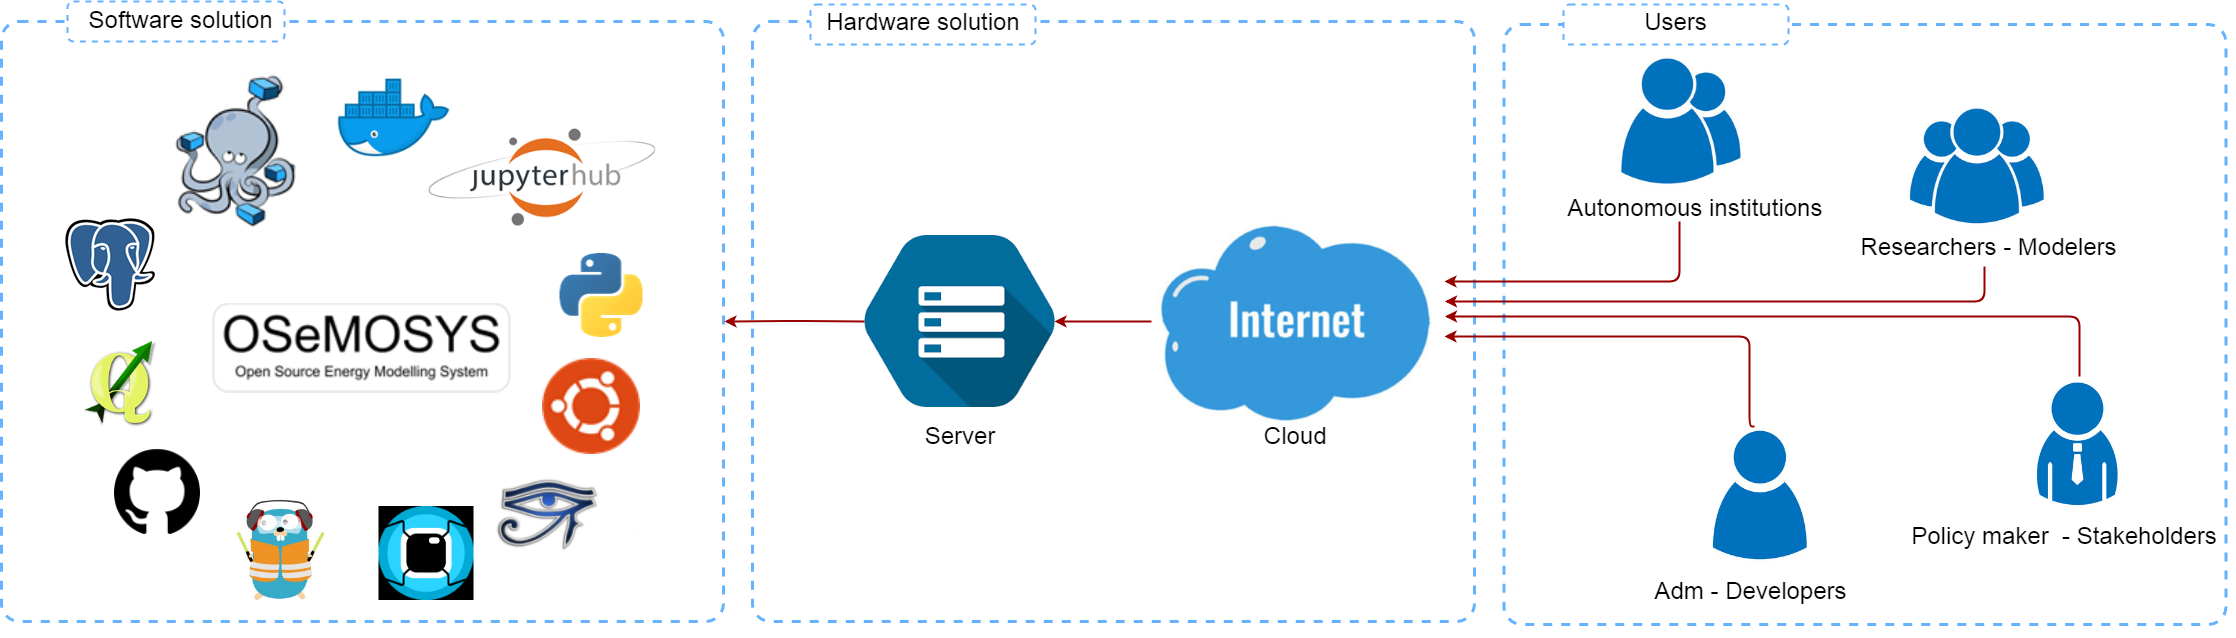 Software solution
jupyterhub
OSeMOSYS
Open Source Energy Modelling System
Hardware solution
Server
Internet
Cloud
Users
Autonomous institutions
Researchers - Modelers
Policy maker  - Stakeholders
Adm - Developers